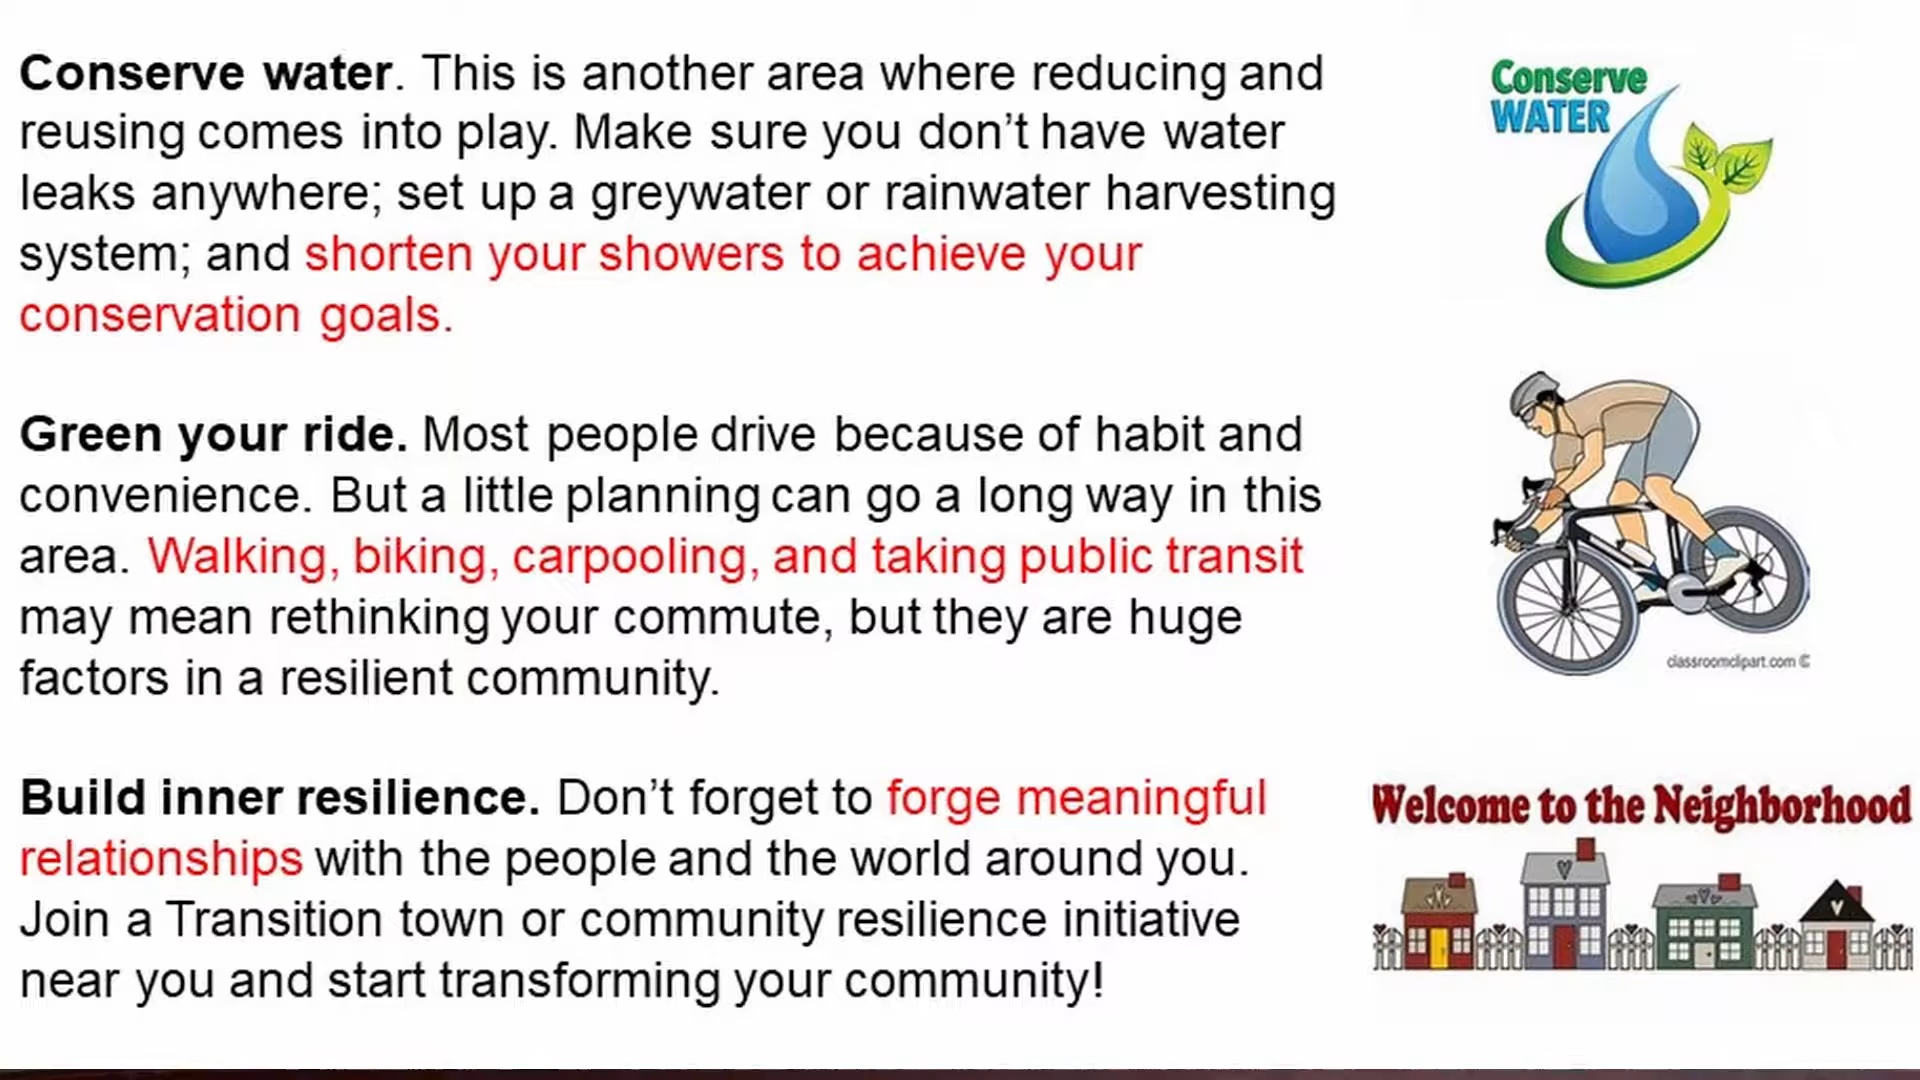 Conserve water. This is another area where reducing and
reusing comes into play. Make sure you don’t have water
leaks anywhere; set up a greywater or rainwater harvesting
system; and shorten your showers to achieve your
conservation goals.
Conserve
WATER
Green your ride. Most people drive because of habit and
convenience. But a little planning can go a long way in this
area. Walking, biking, carpooling, and taking public transit
may mean rethinking your commute, but they are huge
factors in a resilient community.
classroomclipart.com ©
Build inner resilience. Don’t forget to forge meaningful
relationships with the people and the world around you.
Join a Transition town or community resilience initiative
near you and start transforming your community!
Welcome to the Neighborhood